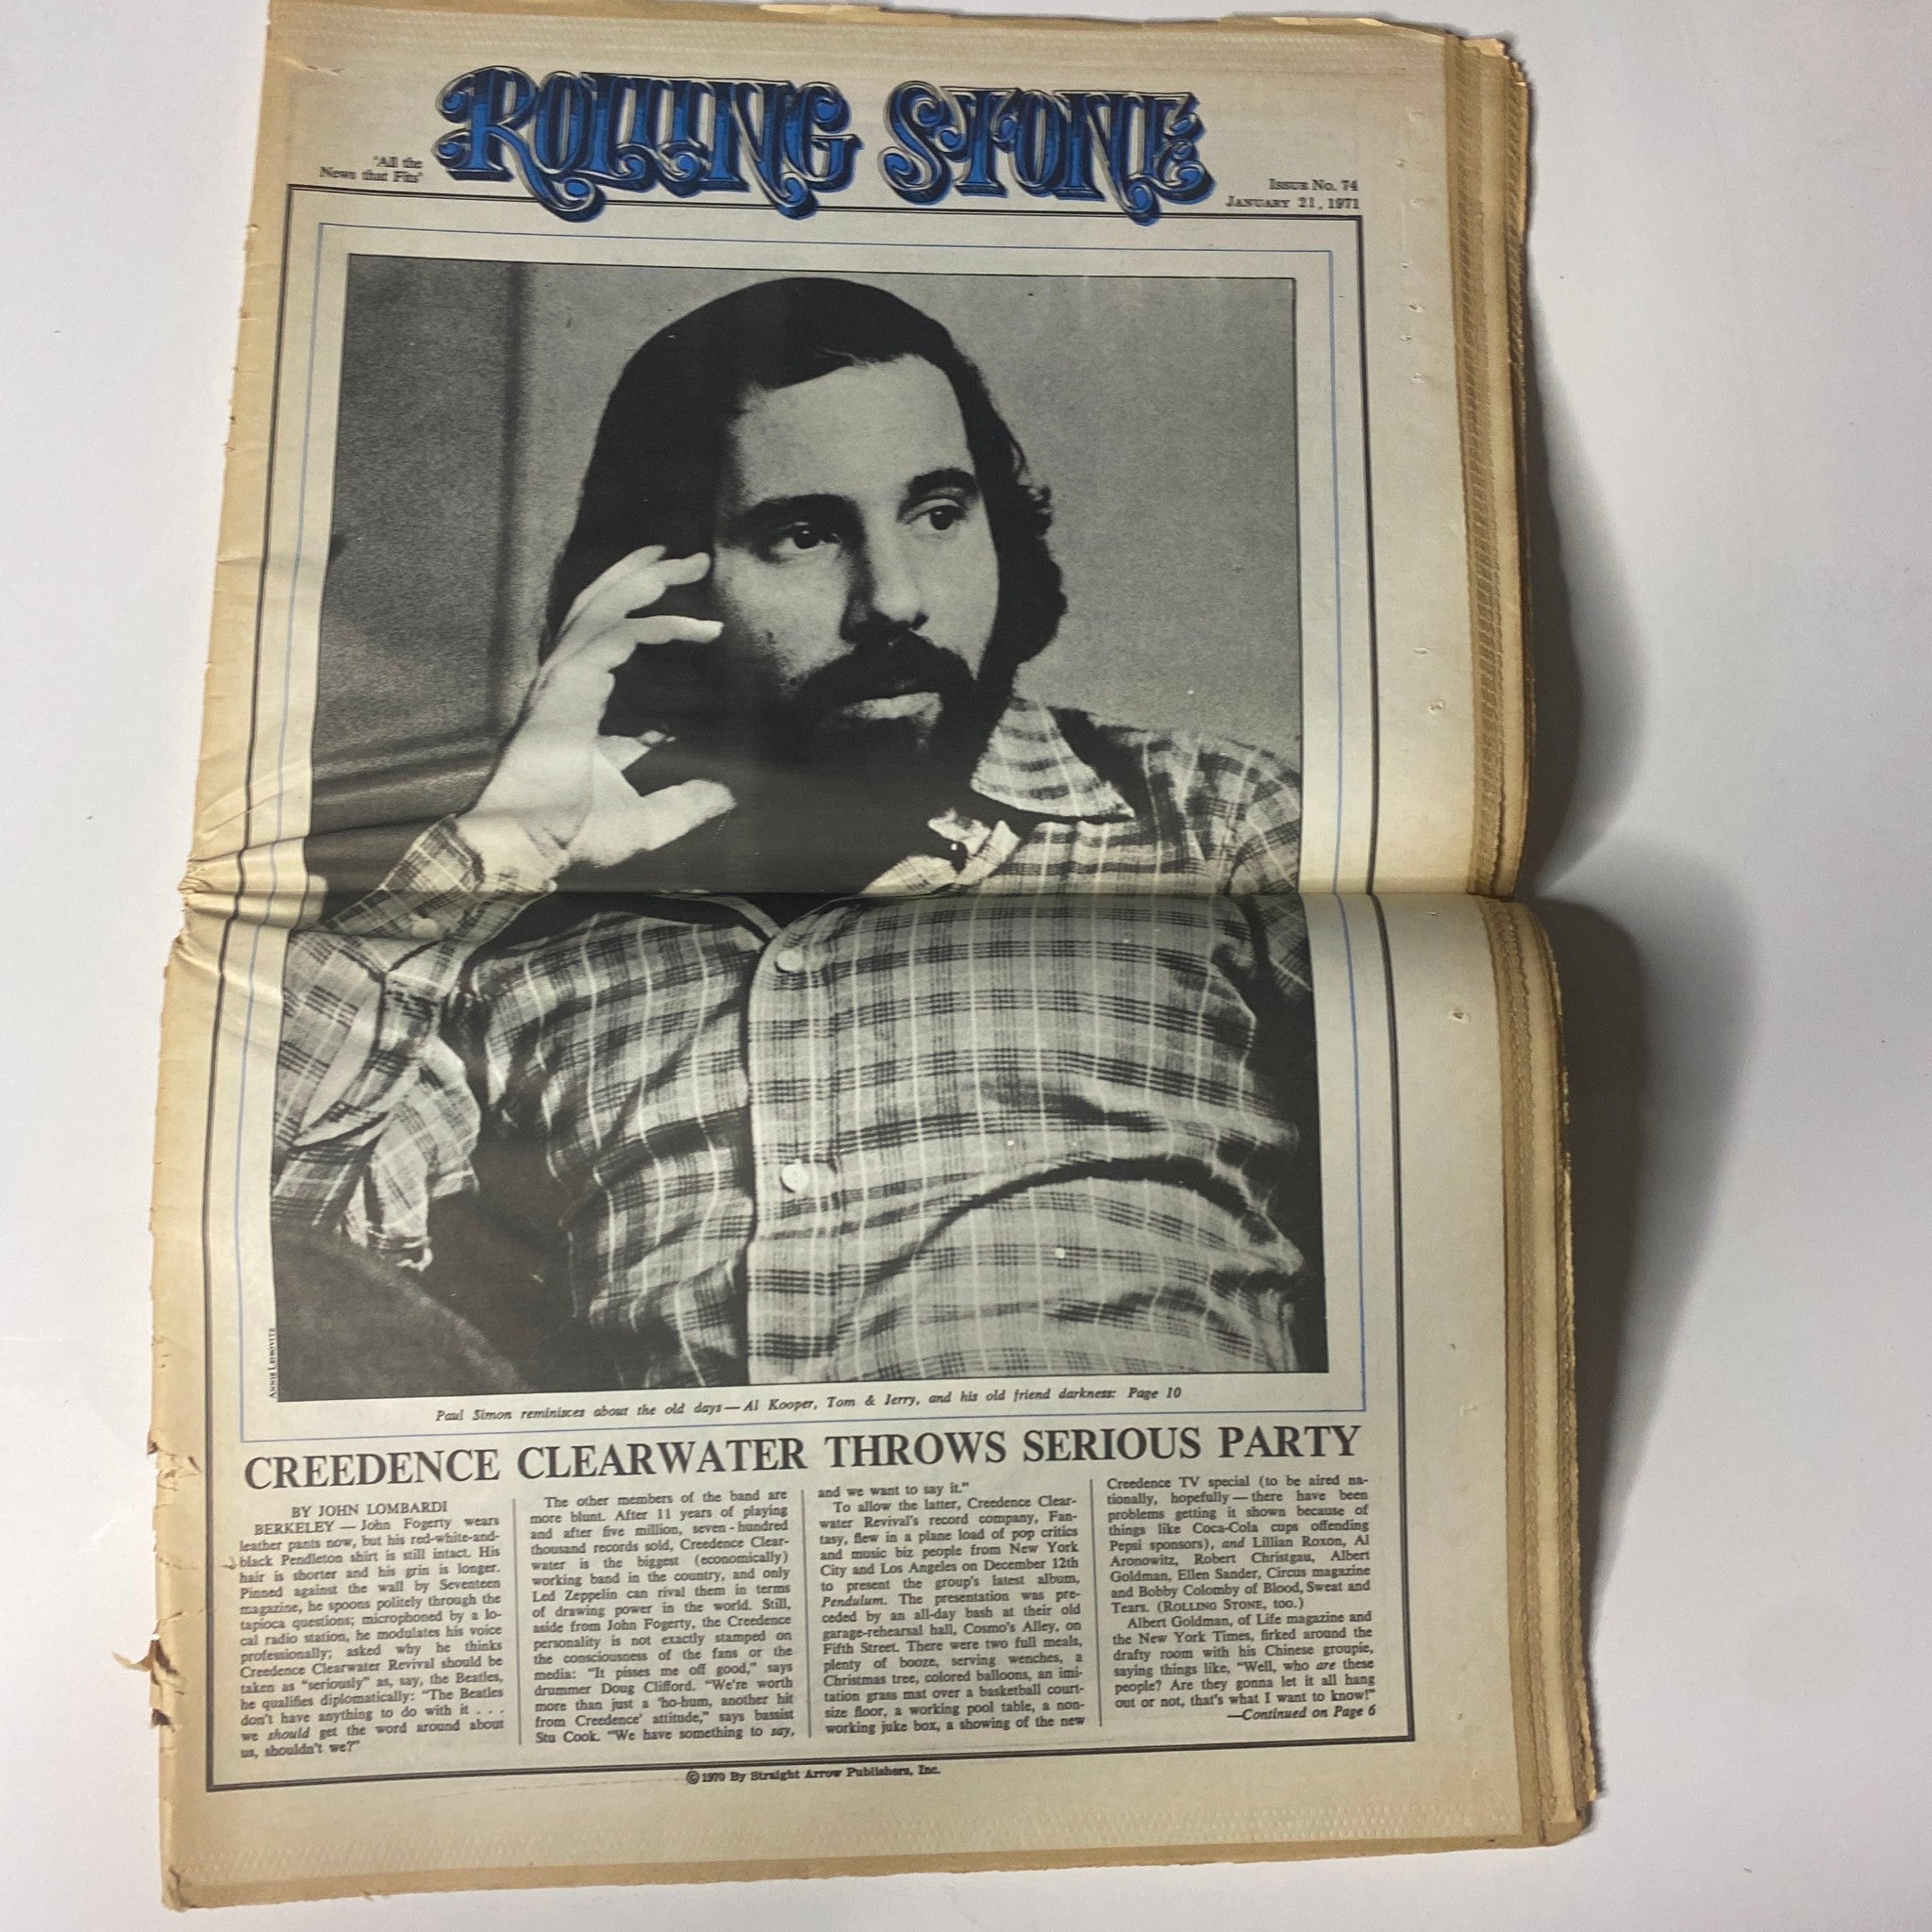 ROLLING STONE
"All the
News that Fits"
ISSUE No. 74
JANUARY 21, 1971
ANNIE LEIBOVITZ
Paul Simon reminisces about the old days—Al Kooper, Tom & Jerry, and his old friend darkness: Page 10
CREEDENCE CLEARWATER THROWS SERIOUS PARTY
BY JOHN LOMBARDI
BERKELEY — John Fogerty wears
leather pants now, but his red-white-and-
black Pendleton shirt is still intact. His
hair is shorter and his grin is longer.
Pinned against the wall by Seventeen
magazine, he spoons politely through the
tapioca questions; microphoned by a lo-
cal radio station, he modulates his voice
professionally; asked why he thinks
Creedence Clearwater Revival should be
taken as "seriously" as, say, the Beatles,
he qualifies diplomatically: "The Beatles
don't have anything to do with it . . .
we should get the word around about
us, shouldn't we?"
The other members of the band are
more blunt. After 11 years of playing
and after five million, seven-hundred
thousand records sold, Creedence Clear-
water is the biggest (economically)
working band in the country, and only
Led Zeppelin can rival them in terms
of drawing power in the world. Still,
aside from John Fogerty, the Creedence
personality is not exactly stamped on
the consciousness of the fans or the
media: "It pisses me off good," says
drummer Doug Clifford. "We're worth
more than just a 'ho-hum, another hit
from Creedence' attitude," says bassist
Stu Cook. "We have something to say,
and we want to say it."
To allow the latter, Creedence Clear-
water Revival's record company, Fan-
tasy, flew in a plane load of pop critics
and music biz people from New York
City and Los Angeles on December 12th
to present the group's latest album,
Pendulum. The presentation was pre-
ceded by an all-day bash at their old
garage-rehearsal hall, Cosmo's Alley, on
Fifth Street. There were two full meals,
plenty of booze, serving wenches, a
Christmas tree, colored balloons, an imi-
tation grass mat over a basketball court-
size floor, a working pool table, a non-
working juke box, a showing of the new
Creedence TV special (to be aired na-
tionally, hopefully — there have been
problems getting it shown because of
things like Coca-Cola cups offending
Pepsi sponsors), and Lillian Roxon, Al
Aronowitz, Robert Christgau, Albert
Goldman, Ellen Sander, Circus magazine
and Bobby Colomby of Blood, Sweat and
Tears. (ROLLING STONE, too.)
Albert Goldman, of Life magazine and
the New York Times, firked around the
drafty room with his Chinese groupie,
saying things like, "Well, who are these
people? Are they gonna let it all hang
out or not, that's what I want to know!"
—Continued on Page 6
©1970 By Straight Arrow Publishers, Inc.